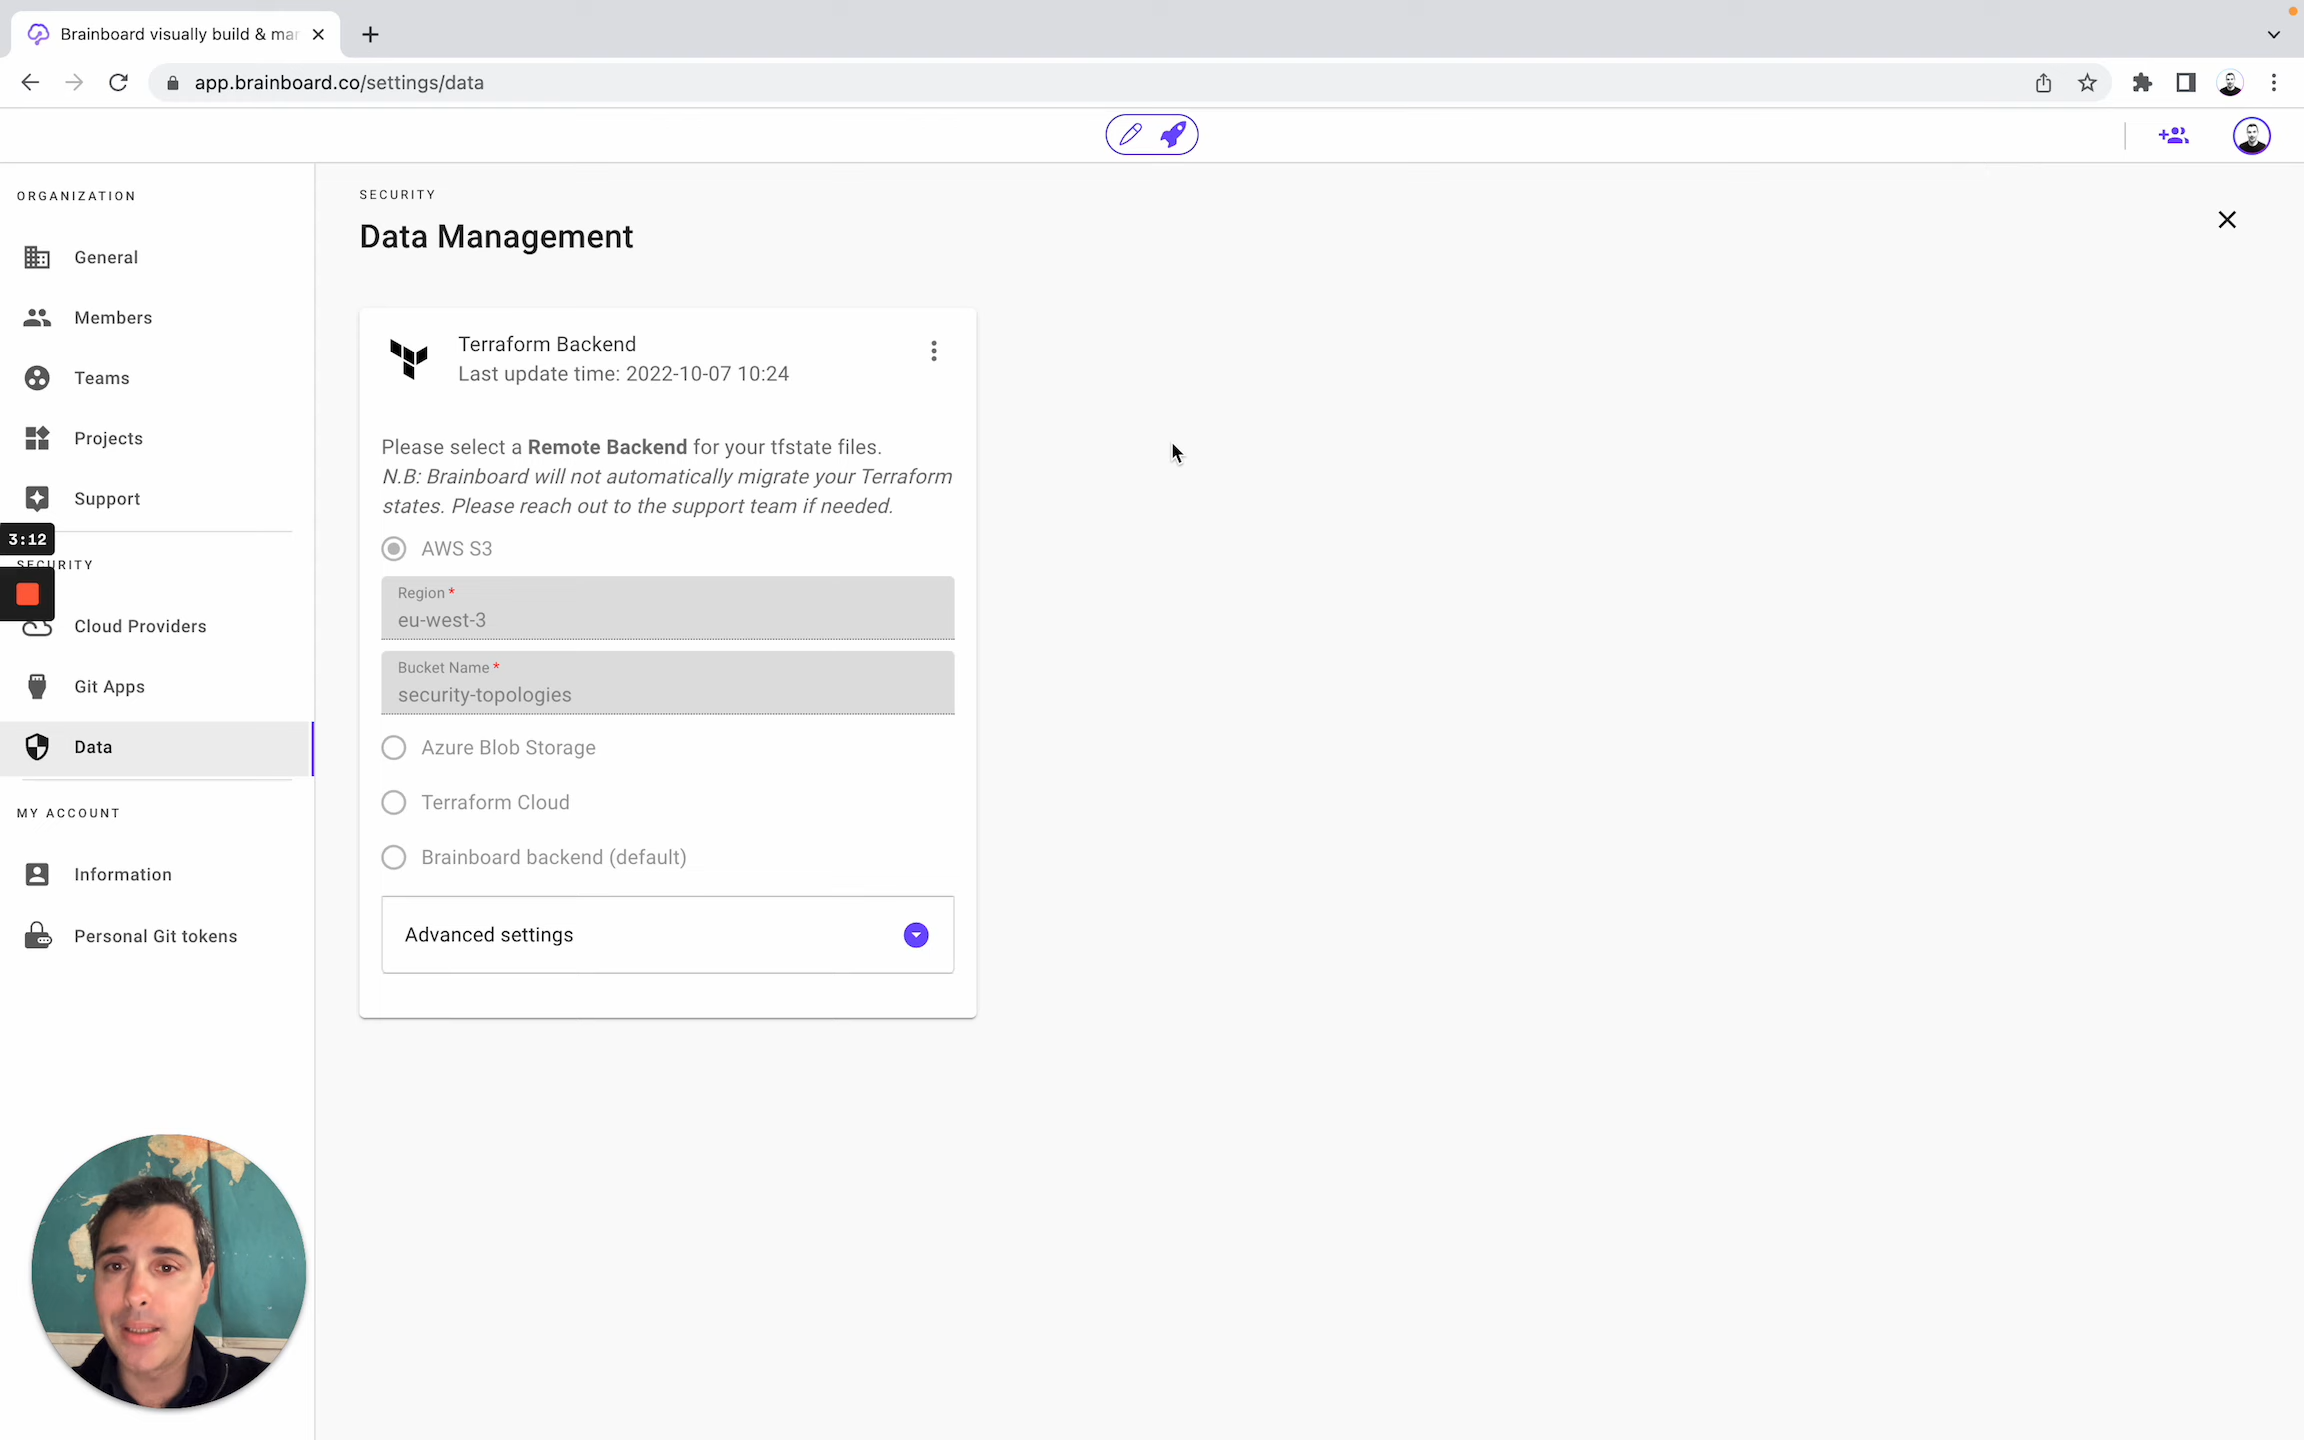 Brainboard visually build & mar
app.brainboard.co/settings/data
ORGANIZATION
General
Members
Teams
Projects
Support
3:12
SECURITY
Cloud Providers
Git Apps
Data
MY ACCOUNT
Information
Personal Git tokens
SECURITY
Data Management
Terraform Backend
Last update time: 2022-10-07 10:24
Please select a Remote Backend for your tfstate files.
N.B: Brainboard will not automatically migrate your Terraform
states. Please reach out to the support team if needed.
AWS S3
Region *
eu-west-3
Bucket Name *
security-topologies
Azure Blob Storage
Terraform Cloud
Brainboard backend (default)
Advanced settings